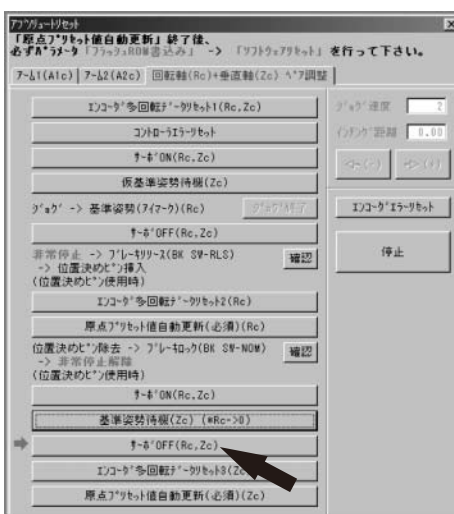 アブソリュートリセット
「原点プリセット値自動更新」終了後、
必ずパラメータ「フラッシュROM書込み」 -> 「ソフトウェアリセット」 を行って下さい。
アーム1(A1c) アーム2(A2c) 回転軸(Rc)+垂直軸(Zc) ペア調整
エンコーダ多回転データリセット1(Rc,Zc)
コントローラエラーリセット
サーボON(Rc,Zc)
仮基準姿勢待機(Zc)
ジョグ -> 基準姿勢(アイマーク)(Rc) ジョグ終了
サーボOFF(Rc,Zc)
非常停止 -> ブレーキリリース(BK SW-RLS)
-> 位置決めピン挿入
(位置決めピン使用時)
確認
エンコーダ多回転データリセット2(Rc)
原点プリセット値自動更新(必須)(Rc)
位置決めピン除去 -> ブレーキロック(BK SW-NOM)
-> 非常停止解除
(位置決めピン使用時)
確認
サーボON(Rc,Zc)
基準姿勢待機(Zc) (※Rc->0)
サーボOFF(Rc,Zc)
エンコーダ多回転データリセット3(Zc)
原点プリセット値自動更新(必須)(Zc)
ジョグ速度 2
インチング距離 0.00
<-(-) ->(+)
エンコーダエラーリセット
停止